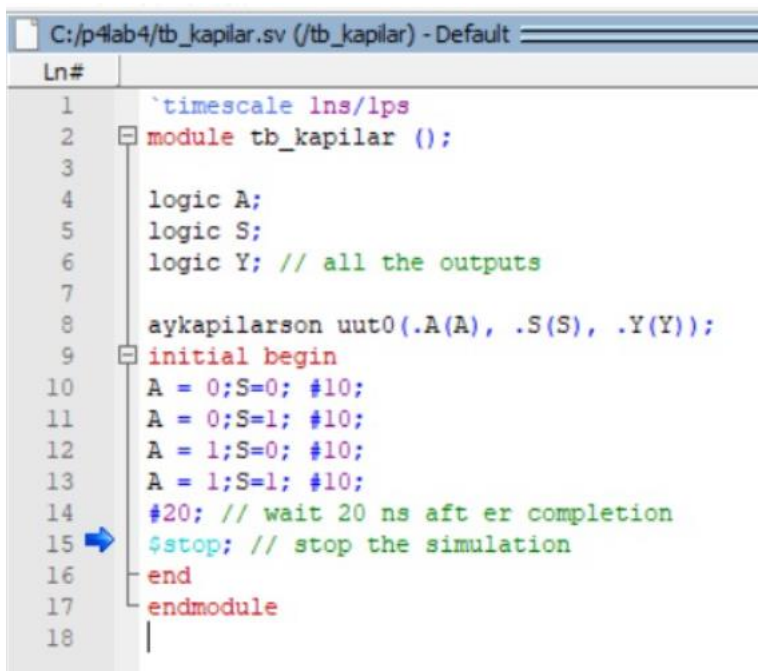 C:/p4lab4/tb_kapilar.sv (/tb_kapilar) - Default
Ln#
1 `timescale 1ns/1ps
2 module tb_kapilar ();
3
4 logic A;
5 logic S;
6 logic Y; // all the outputs
7
8 aykapilarson uut0(.A(A), .S(S), .Y(Y));
9 initial begin
10 A = 0;S=0; #10;
11 A = 0;S=1; #10;
12 A = 1;S=0; #10;
13 A = 1;S=1; #10;
14 #20; // wait 20 ns aft er completion
15 $stop; // stop the simulation
16 end
17 endmodule
18